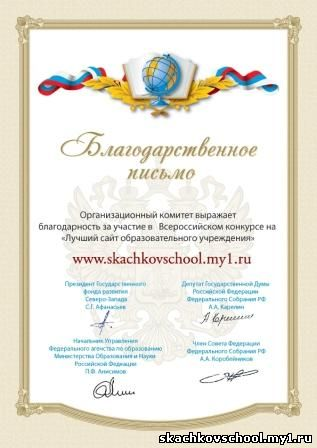 Благодарственное
письмо
Организационный комитет выражает
благодарность за участие в Всероссийском конкурсе на
«Лучший сайт образовательного учреждения»
www.skachkovschool.my1.ru
Президент Государственного
фонда развития
Северо-Запада
С.Г. Афанасьев
Депутат Государственной Думы
Российской Федерации
Федерального Собрания РФ
А.А. Карелин
Начальник Управления
Федерального агенства по образованию
Министерства Образования и Науки
Российской Федерации
П.Ф. Анисимов
Член Совета Федерации
Федерального Собрания РФ
А.А. Коробейников
skachkovschool.my1.ru